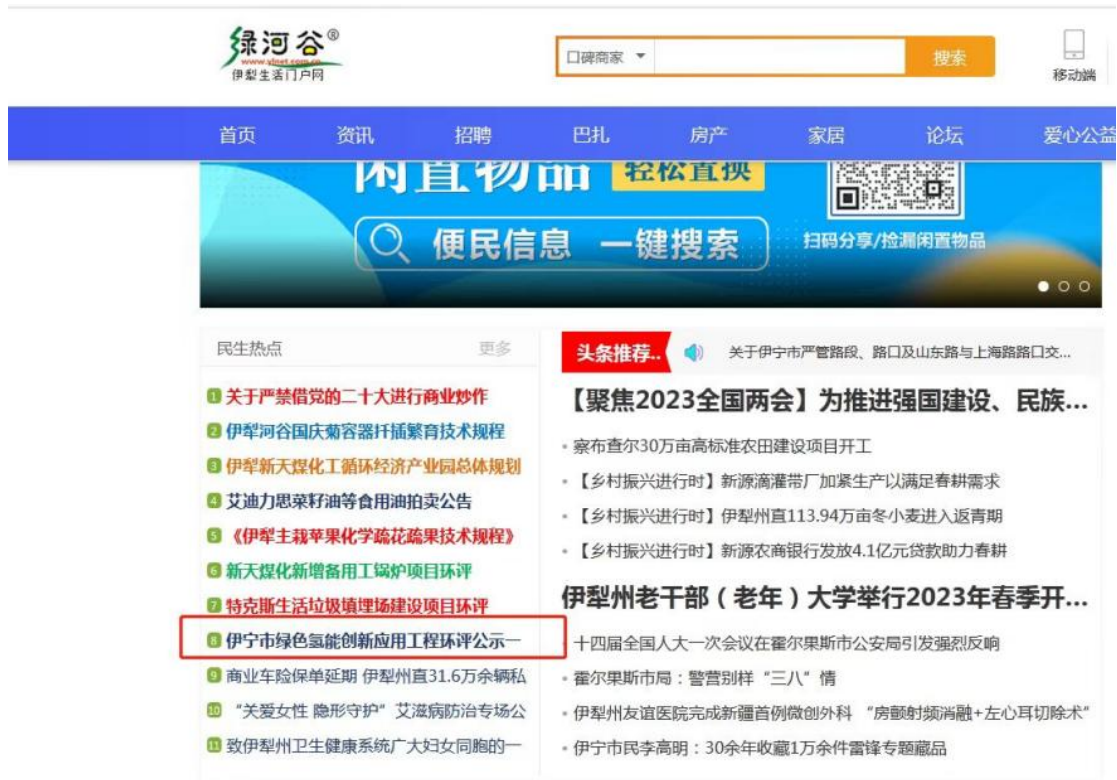 绿河谷®
www.ylnet.com.cn
伊犁生活门户网
口碑商家
搜索
移动端
首页 资讯 招聘 巴扎 房产 家居 论坛 爱心公益
闲置物品 轻松置换
便民信息 一键搜索
扫码分享/捡漏闲置物品
民生热点 更多
1 关于严禁借党的二十大进行商业炒作
2 伊犁河谷国庆菊容器扦插繁育技术规程
3 伊犁新天煤化工循环经济产业园总体规划
4 艾迪力思菜籽油等食用油拍卖公告
5 《伊犁主栽苹果化学疏花疏果技术规程》
6 新天煤化新增备用工锅炉项目环评
7 特克斯生活垃圾填埋场建设项目环评
8 伊宁市绿色氢能创新应用工程环评公示一
9 商业车险保单延期 伊犁州直31.6万余辆私
10 “关爱女性 隐形守护”艾滋病防治专场公
11 致伊犁州卫生健康系统广大妇女同胞的一
头条推荐.. 关于伊宁市严管路段、路口及山东路与上海路路口交...
【聚焦2023全国两会】为推进强国建设、民族...
察布查尔30万亩高标准农田建设项目开工
【乡村振兴进行时】新源滴灌带厂加紧生产以满足春耕需求
【乡村振兴进行时】伊犁州直113.94万亩冬小麦进入返青期
【乡村振兴进行时】新源农商银行发放4.1亿元贷款助力春耕
伊犁州老干部（老年）大学举行2023年春季开...
十四届全国人大一次会议在霍尔果斯市公安局引发强烈反响
霍尔果斯市局：警营别样“三八”情
伊犁州友谊医院完成新疆首例微创外科 “房颤射频消融+左心耳切除术”
伊宁市民李高明：30余年收藏1万余件雷锋专题藏品